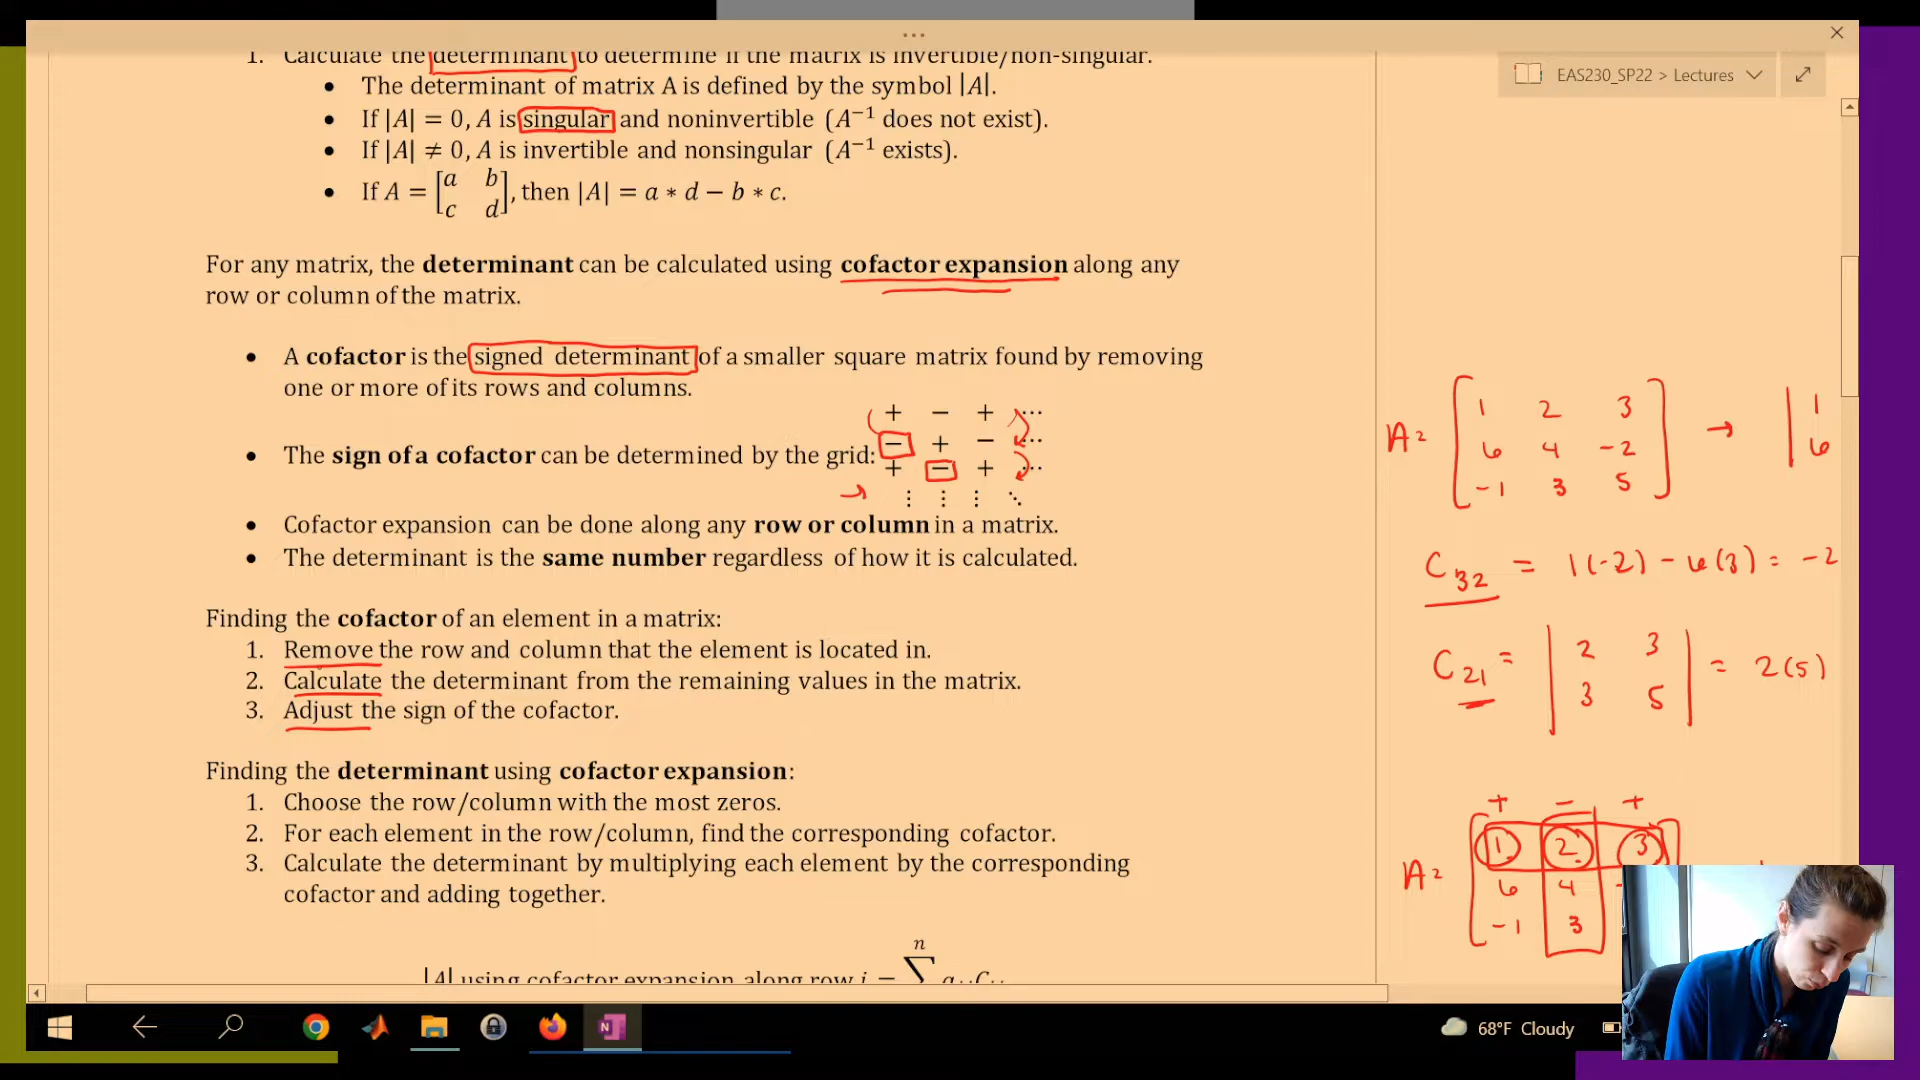 EAS230_SP22 > Lectures
1. Calculate the determinant to determine if the matrix is invertible/non-singular.
• The determinant of matrix A is defined by the symbol |A|.
• If |A| = 0, A is singular and noninvertible (A⁻¹ does not exist).
• If |A| ≠ 0, A is invertible and nonsingular (A⁻¹ exists).
• If A = [a b
c d], then |A| = a ∗ d − b ∗ c.
For any matrix, the determinant can be calculated using cofactor expansion along any
row or column of the matrix.
• A cofactor is the signed determinant of a smaller square matrix found by removing
one or more of its rows and columns.
+ − + ⋯
− + − ⋯
• The sign of a cofactor can be determined by the grid:
+ − + ⋯
⋮ ⋮ ⋮ ⋱
• Cofactor expansion can be done along any row or column in a matrix.
• The determinant is the same number regardless of how it is calculated.
Finding the cofactor of an element in a matrix:
1. Remove the row and column that the element is located in.
2. Calculate the determinant from the remaining values in the matrix.
3. Adjust the sign of the cofactor.
Finding the determinant using cofactor expansion:
1. Choose the row/column with the most zeros.
2. For each element in the row/column, find the corresponding cofactor.
3. Calculate the determinant by multiplying each element by the corresponding
cofactor and adding together.
n
|A| using cofactor expansion along row i = ∑
1 2 3
A = 6 4 -2 → | 1
6
-1 3 5
C32 = 1(-2) - 6(3) = -2
C21 = | 2 3
3 5 | = 2(5)
+ − +
1 2 3
A = 6 4
-1 3
68°F Cloudy